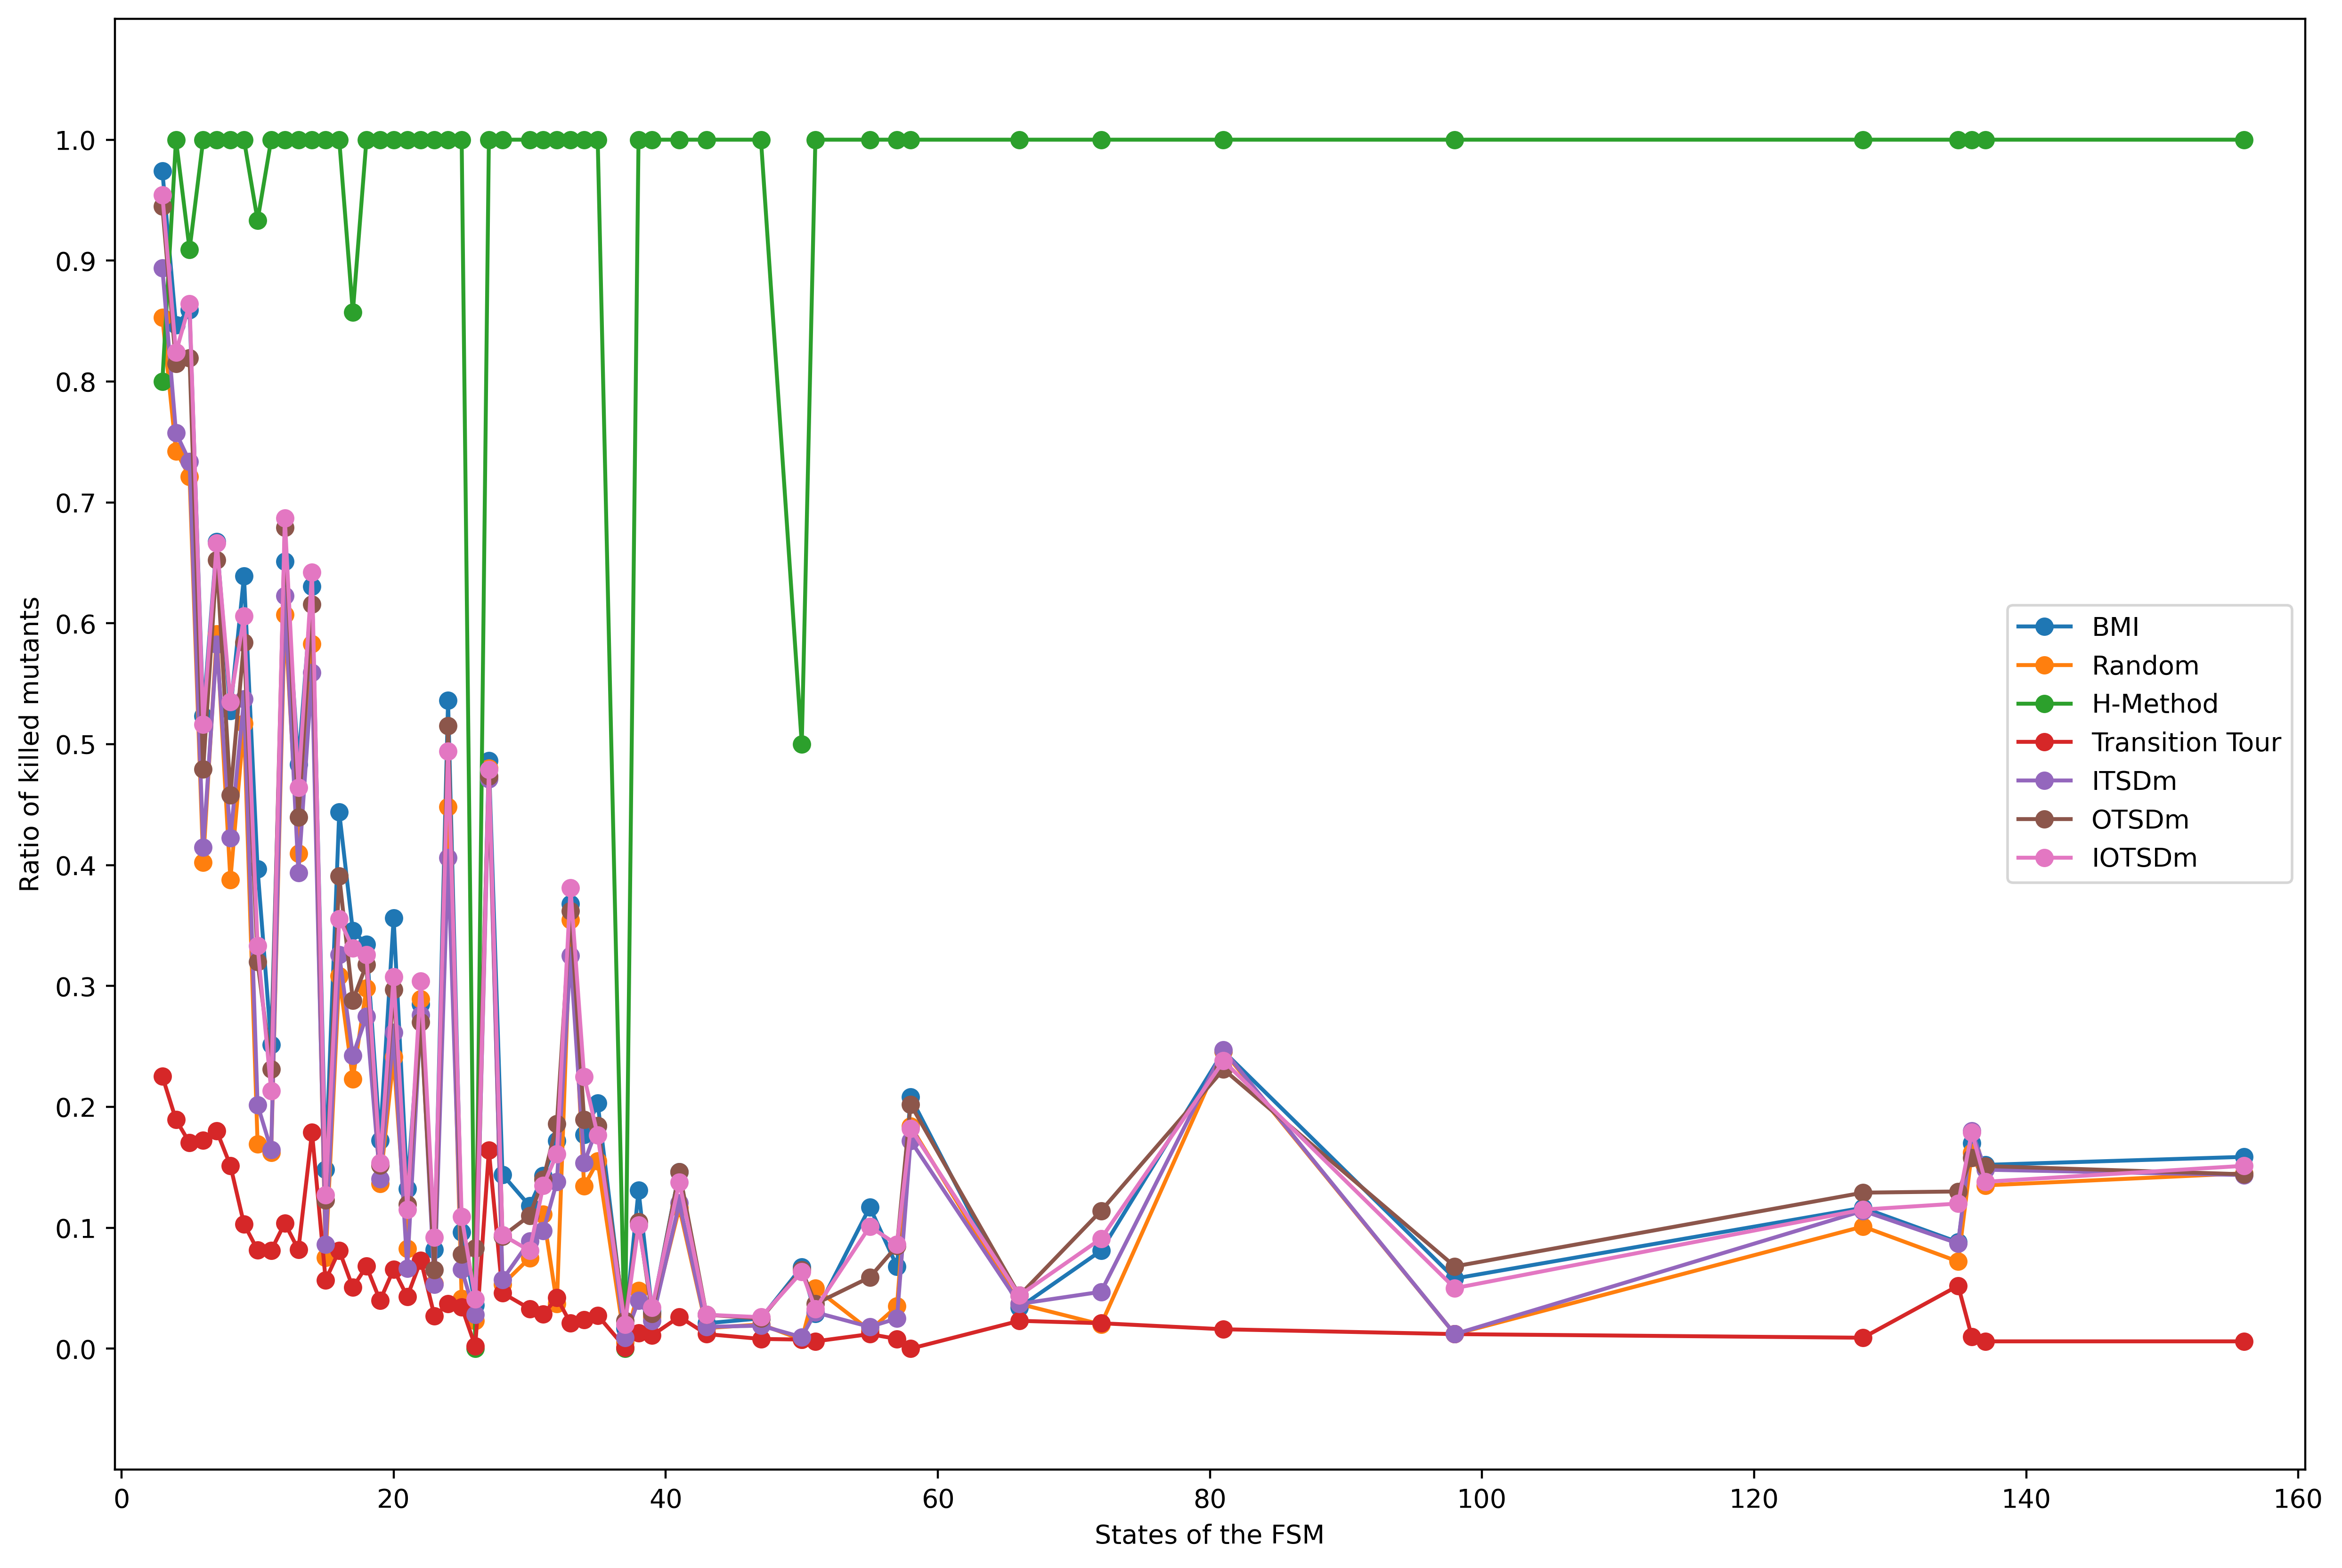 1.0
0.9
0.8
0.7
0.6
0.5
0.4
0.3
0.2
0.1
0.0
Ratio of killed mutants
BMI
Random
H-Method
Transition Tour
ITSDm
OTSDm
IOTSDm
0 20 40 60 80 100 120 140 160
States of the FSM